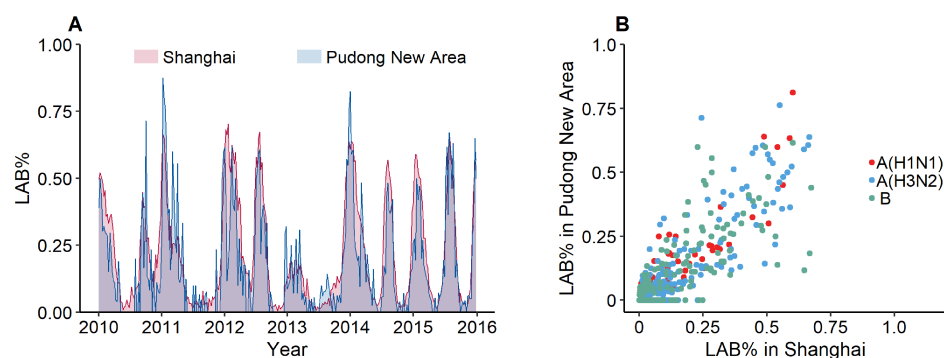 A
1.00
0.75
0.50
0.25
0.00
LAB%
Shanghai
Pudong New Area
2010 2011 2012 2013 2014 2015 2016
Year
B
1.0
0.75
0.50
0.25
0
LAB% in Pudong New Area
A(H1N1)
A(H3N2)
B
0 0.25 0.5 0.75 1.0
LAB% in Shanghai